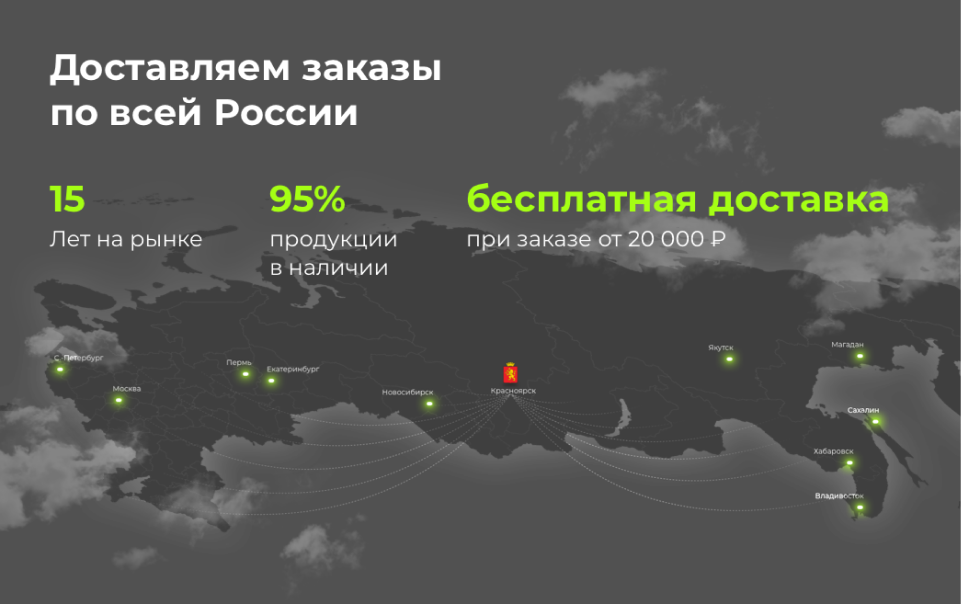 Доставляем заказы
по всей России
15
Лет на рынке
95%
продукции
в наличии
бесплатная доставка
при заказе от 20 000 ₽
С. Петербург
Москва
Пермь
Екатеринбург
Новосибирск
Красноярск
Якутск
Магадан
Сахалин
Хабаровск
Владивосток